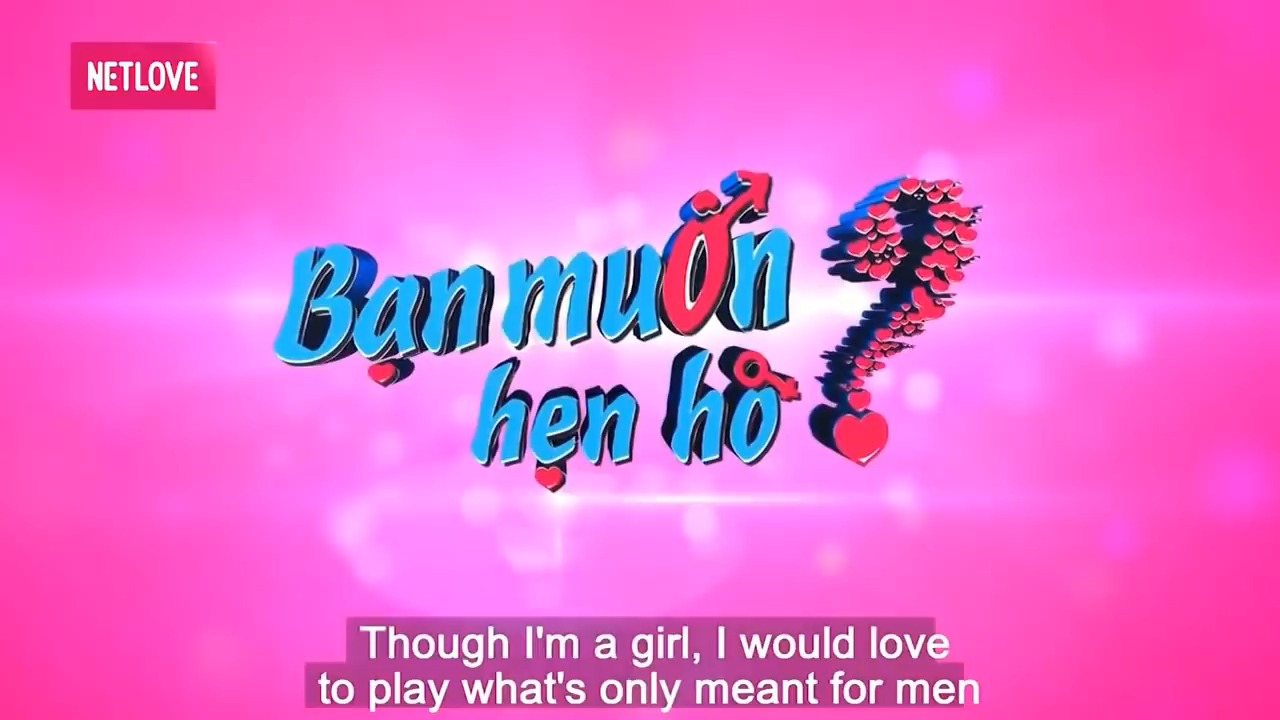 NETLOVE
Bạn muốn
hẹn hò ?
Though I'm a girl, I would love
to play what's only meant for men